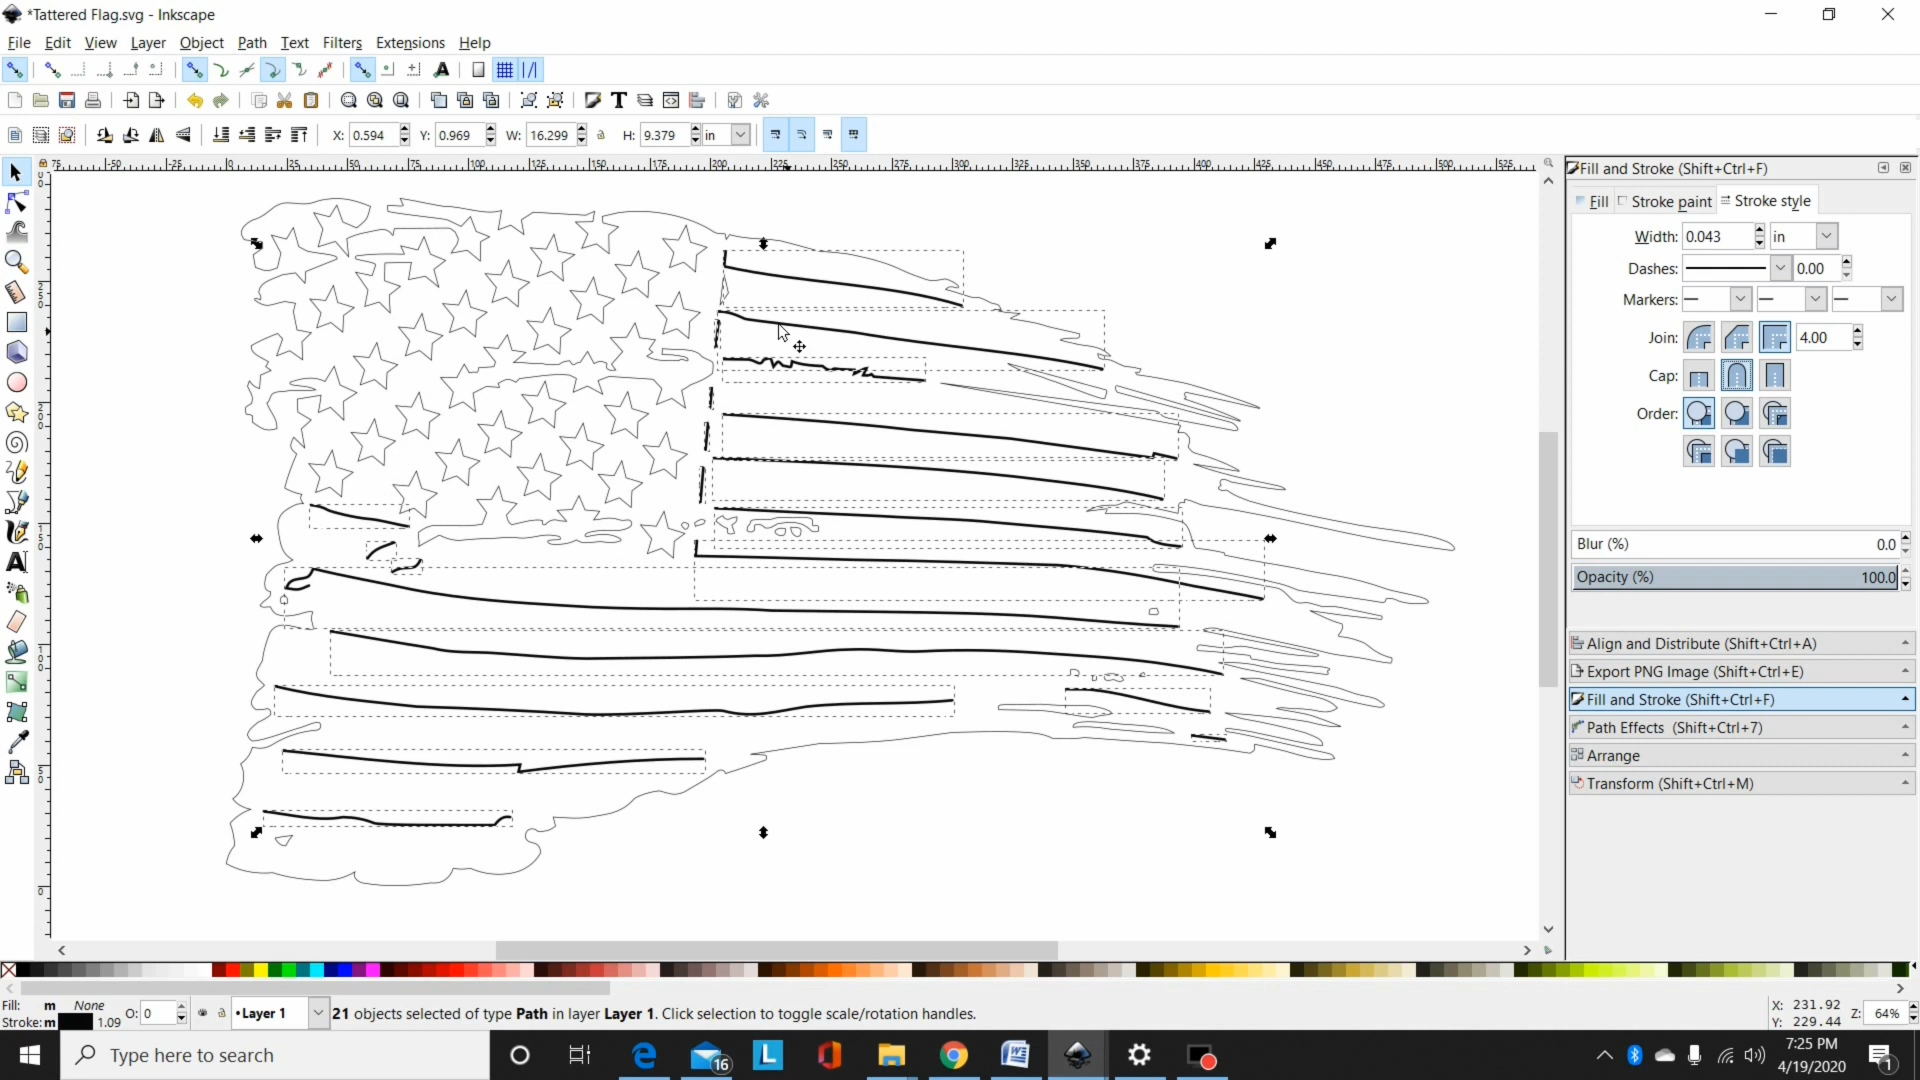 *Tattered Flag.svg - Inkscape
File Edit View Layer Object Path Text Filters Extensions Help
X: 0.594 Y: 0.969 W: 16.299 H: 9.379 in
Fill and Stroke (Shift+Ctrl+F)
Fill Stroke paint Stroke style
Width: 0.043 in
Dashes: 0.00
Markers:
Join: 4.00
Cap:
Order:
Blur (%) 0.0
Opacity (%) 100.0
Align and Distribute (Shift+Ctrl+A)
Export PNG Image (Shift+Ctrl+E)
Fill and Stroke (Shift+Ctrl+F)
Path Effects (Shift+Ctrl+7)
Arrange
Transform (Shift+Ctrl+M)
Fill: m None
Stroke: m 1.09
O: 0
•Layer 1
21 objects selected of type Path in layer Layer 1. Click selection to toggle scale/rotation handles.
X: 231.92
Y: 229.44
Z: 64%
Type here to search
16
7:25 PM
4/19/2020
1